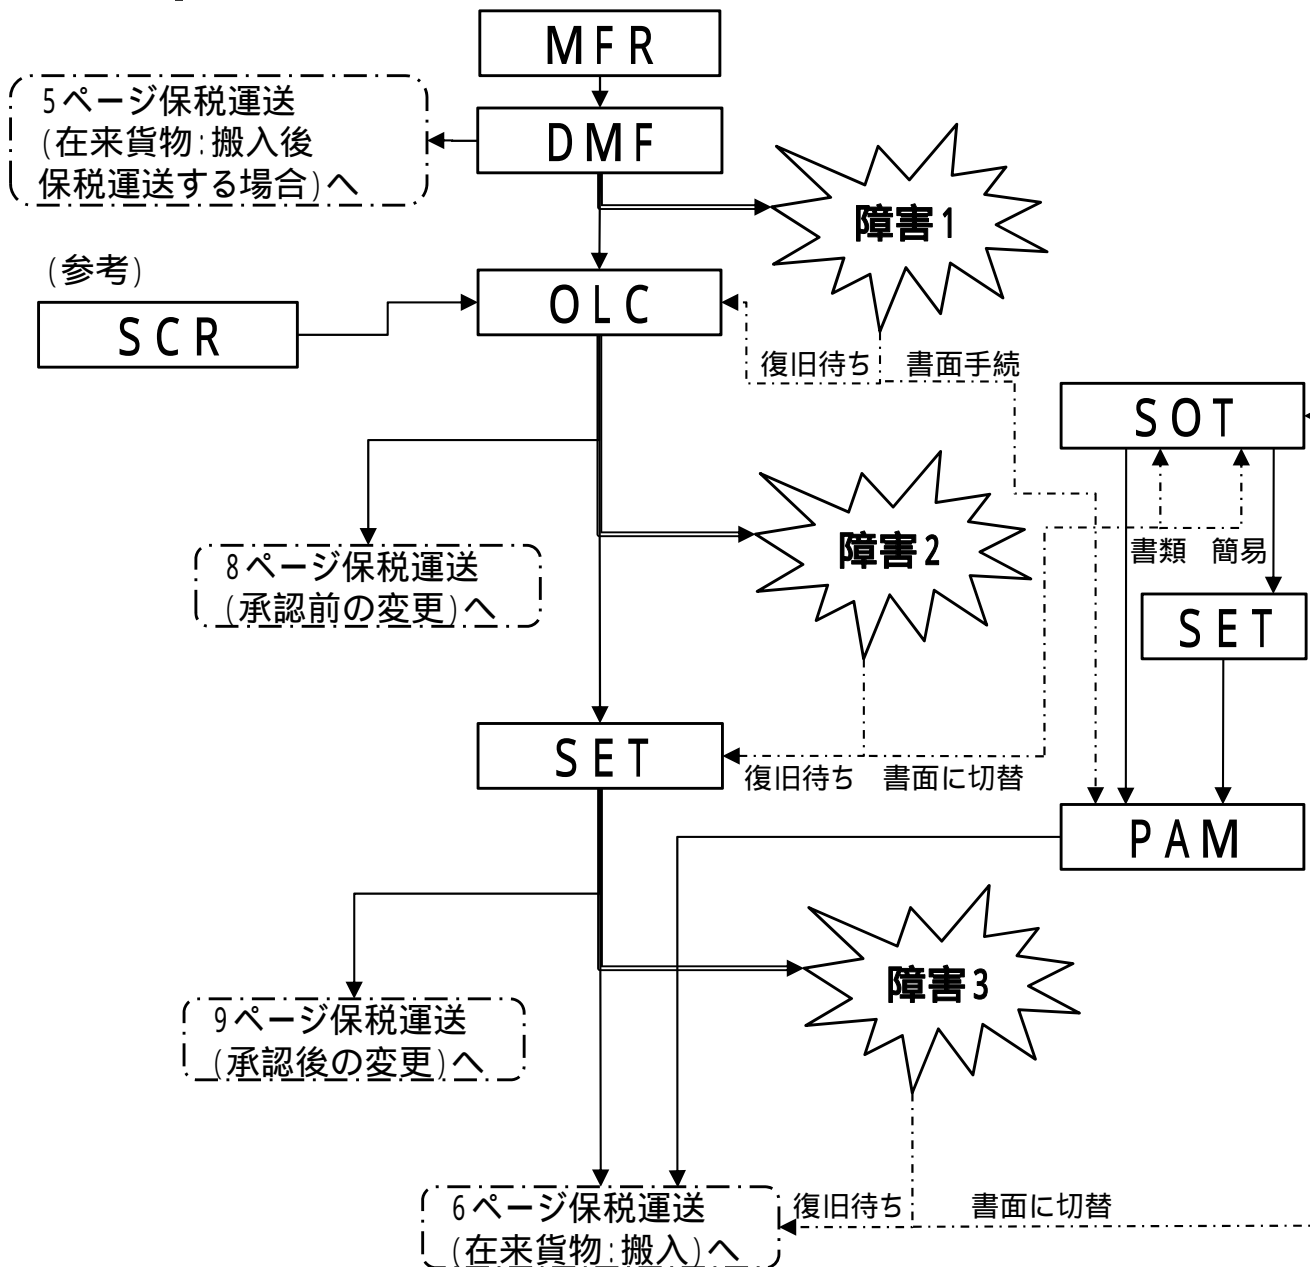 MFR
5ページ保税運送
(在来貨物:搬入後
保税運送する場合)へ
DMF
障害1
(参考)
SCR
OLC
復旧待ち 書面手続
SOT
障害2
書類 簡易
8ページ保税運送
(承認前の変更)へ
SET
SET
復旧待ち 書面に切替
PAM
障害3
9ページ保税運送
(承認後の変更)へ
6ページ保税運送
(在来貨物:搬入)へ
復旧待ち 書面に切替